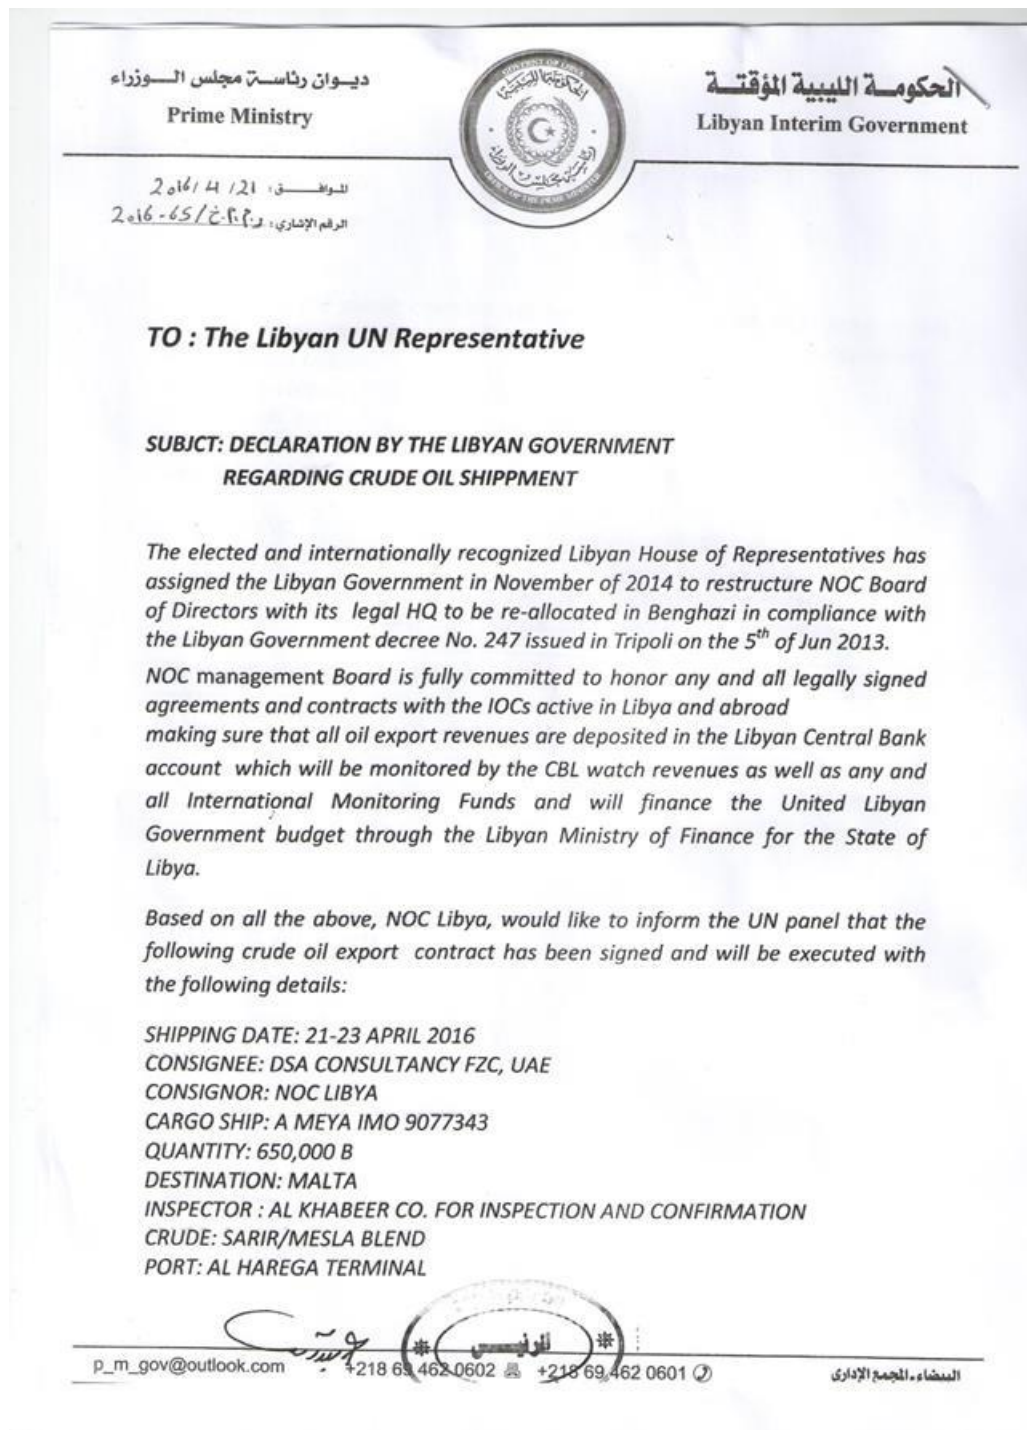 ديـوان رئاسـة مجلس الـوزراء
Prime Ministry
الحكومـة الليبية المؤقتـة
Libyan Interim Government
الموافـق: 2016/4/21
الرقم الإشاري: ر.م.ح/65-2016
TO : The Libyan UN Representative
SUBJCT: DECLARATION BY THE LIBYAN GOVERNMENT
REGARDING CRUDE OIL SHIPPMENT
The elected and internationally recognized Libyan House of Representatives has
assigned the Libyan Government in November of 2014 to restructure NOC Board
of Directors with its legal HQ to be re-allocated in Benghazi in compliance with
the Libyan Government decree No. 247 issued in Tripoli on the 5th of Jun 2013.
NOC management Board is fully committed to honor any and all legally signed
agreements and contracts with the IOCs active in Libya and abroad
making sure that all oil export revenues are deposited in the Libyan Central Bank
account which will be monitored by the CBL watch revenues as well as any and
all International Monitoring Funds and will finance the United Libyan
Government budget through the Libyan Ministry of Finance for the State of
Libya.
Based on all the above, NOC Libya, would like to inform the UN panel that the
following crude oil export contract has been signed and will be executed with
the following details:
SHIPPING DATE: 21-23 APRIL 2016
CONSIGNEE: DSA CONSULTANCY FZC, UAE
CONSIGNOR: NOC LIBYA
CARGO SHIP: A MEYA IMO 9077343
QUANTITY: 650,000 B
DESTINATION: MALTA
INSPECTOR : AL KHABEER CO. FOR INSPECTION AND CONFIRMATION
CRUDE: SARIR/MESLA BLEND
PORT: AL HAREGA TERMINAL
الرئيس
p_m_gov@outlook.com +218 69 462 0602 +218 69 462 0601 البيضاء.المجمع الإدارى